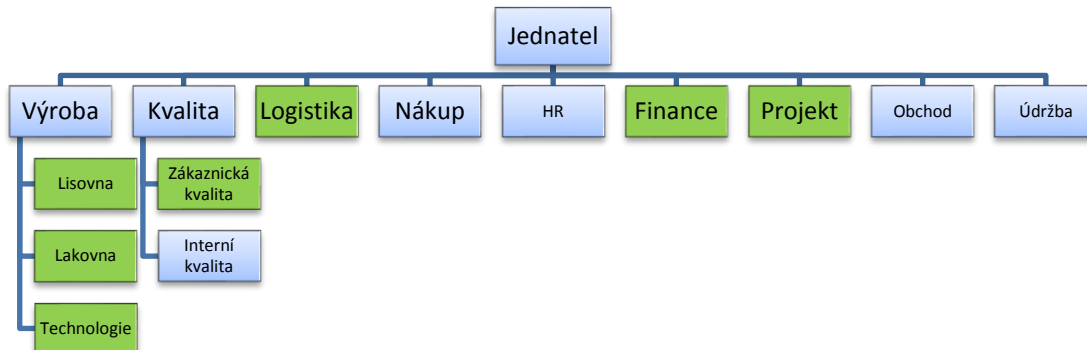 Jednatel
Výroba
Kvalita
Logistika
Nákup
HR
Finance
Projekt
Obchod
Údržba
Lisovna
Zákaznická
kvalita
Lakovna
Interní
kvalita
Technologie